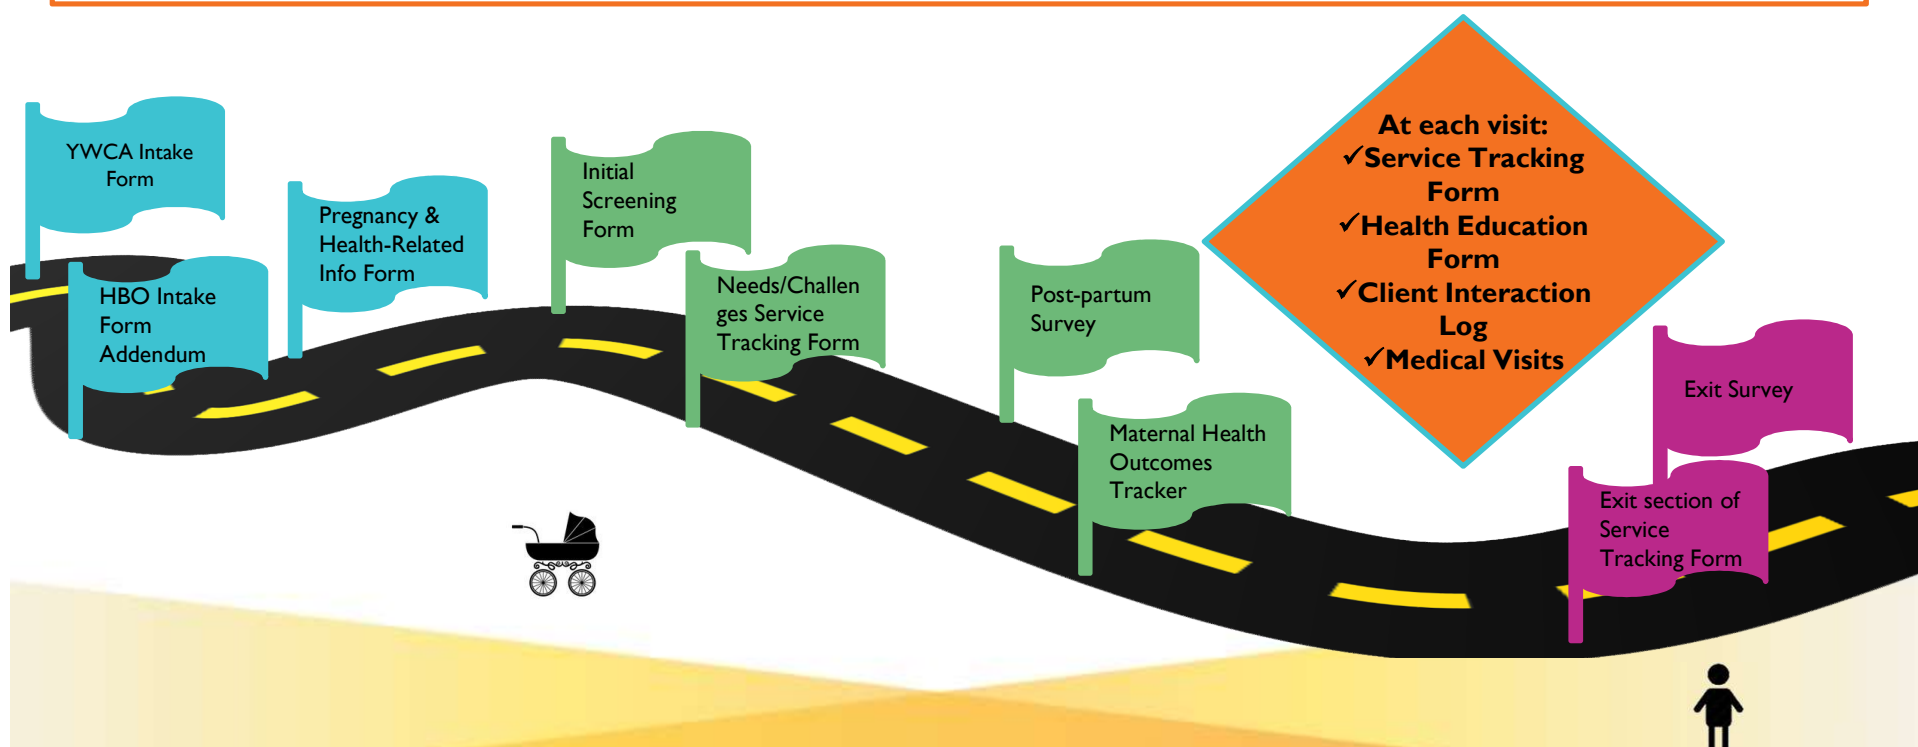 YWCA Intake
Form
HBO Intake
Form
Addendum
Pregnancy &
Health-Related
Info Form
Initial
Screening
Form
Needs/Challen
ges Service
Tracking Form
Post-partum
Survey
Maternal Health
Outcomes
Tracker
At each visit:
✓Service Tracking
Form
✓Health Education
Form
✓Client Interaction
Log
✓Medical Visits
Exit Survey
Exit section of
Service
Tracking Form